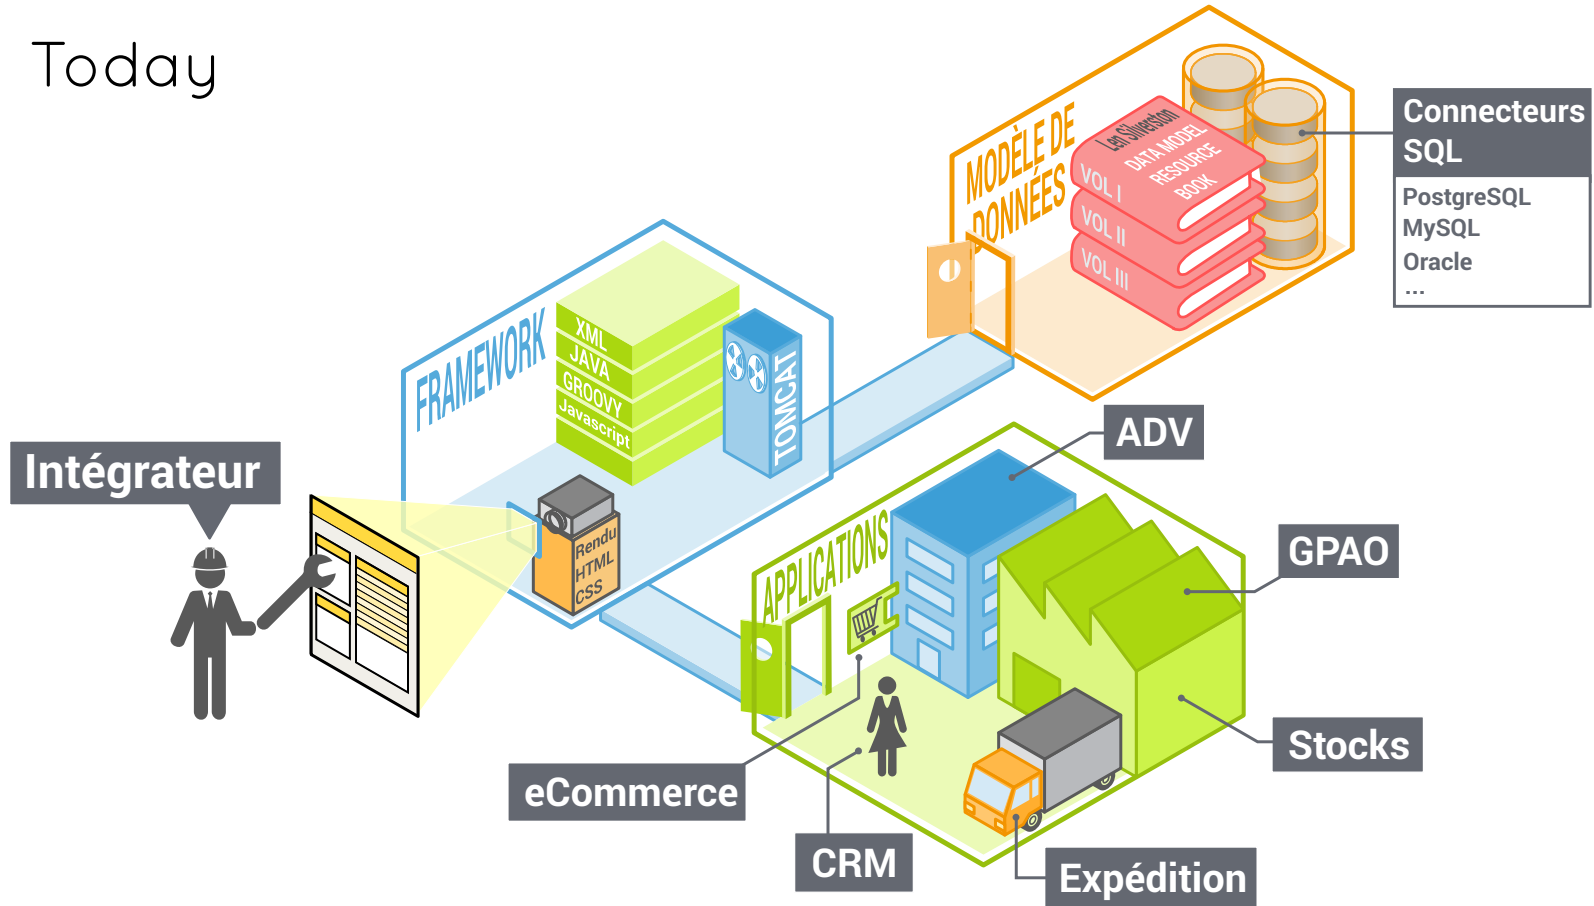 Today
MODÈLE DE
DONNÉES
Len Silverston
DATA MODEL
RESOURCE
BOOK
VOL I
VOL II
VOL III
Connecteurs
SQL
PostgreSQL
MySQL
Oracle
...
FRAMEWORK
XML
JAVA
GROOVY
Javascript
TOMCAT
Rendu
HTML
CSS
Intégrateur
APPLICATIONS
ADV
GPAO
Stocks
eCommerce
CRM
Expédition